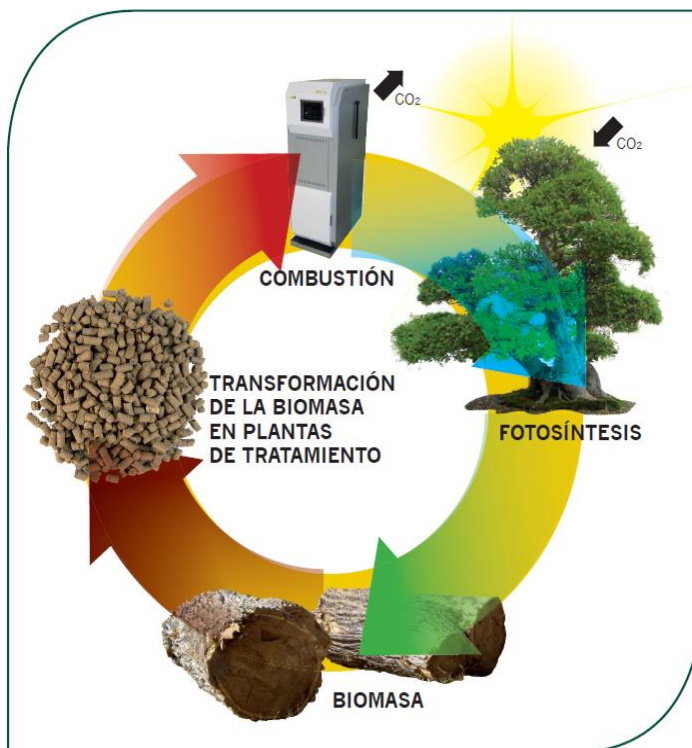 CO₂
CO₂
COMBUSTIÓN
TRANSFORMACIÓN
DE LA BIOMASA
EN PLANTAS
DE TRATAMIENTO
FOTOSÍNTESIS
BIOMASA